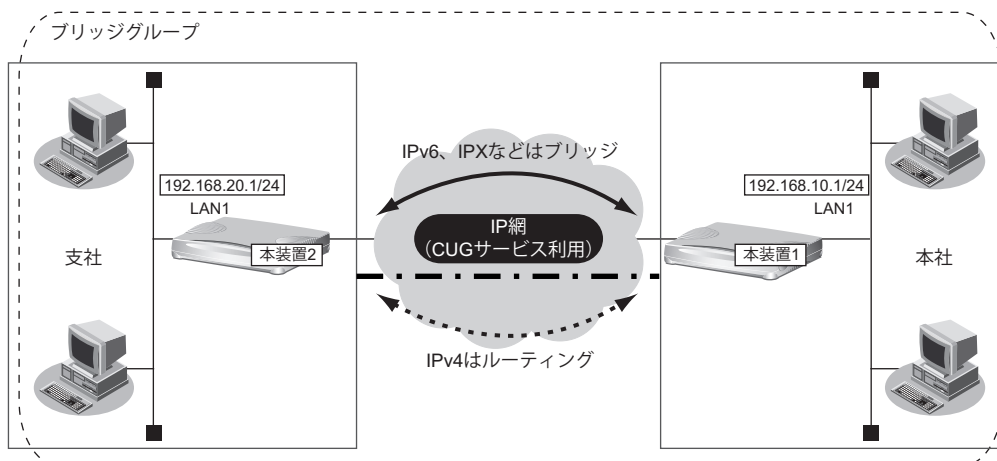 ブリッジグループ
IPv6、IPXなどはブリッジ
192.168.20.1/24
LAN1
192.168.10.1/24
LAN1
IP網
（CUGサービス利用）
支社
本装置2
本装置1
本社
IPv4はルーティング